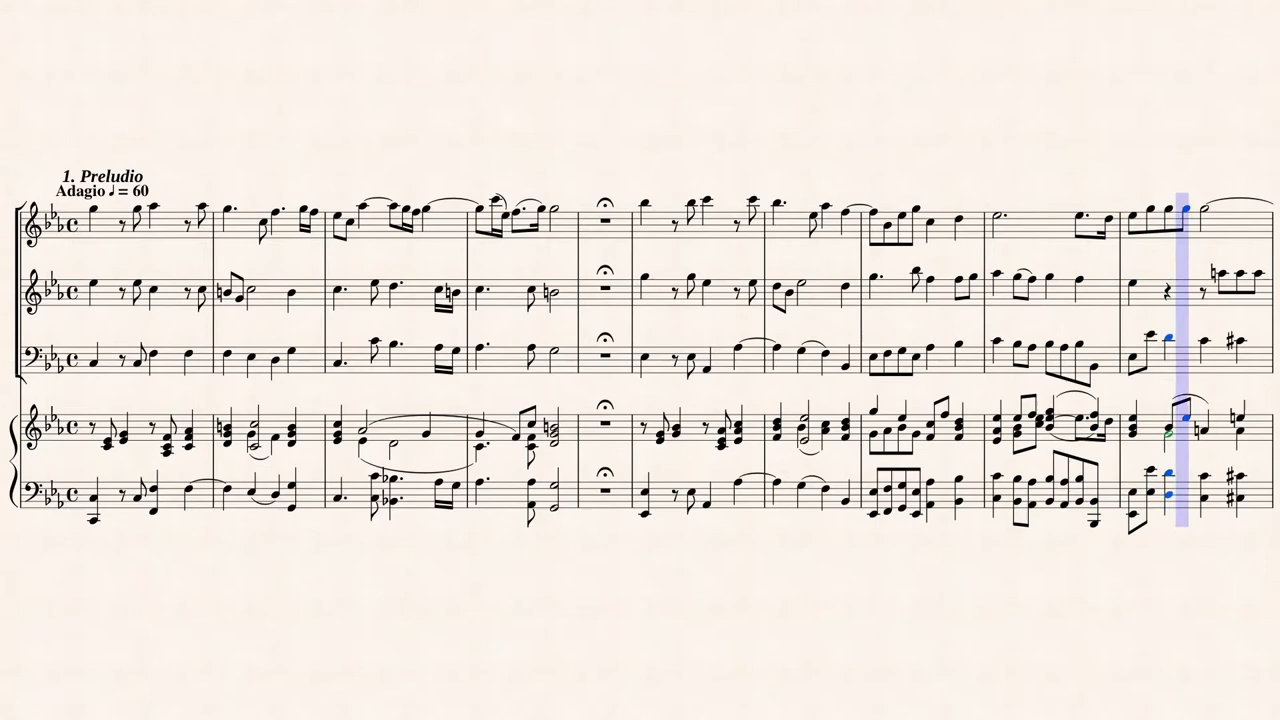 1. Preludio
Adagio ♩ = 60